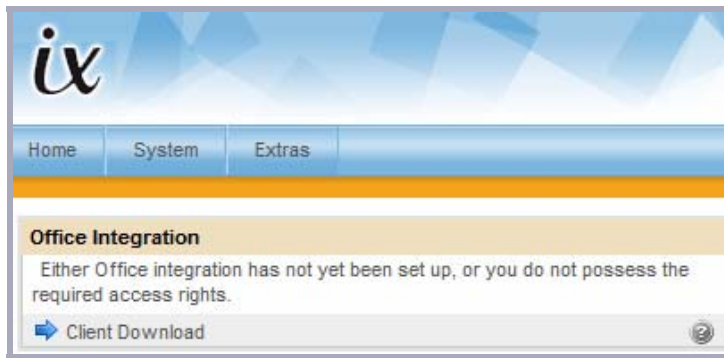 ix
Home System Extras
Office Integration
Either Office integration has not yet been set up, or you do not possess the
required access rights.
Client Download